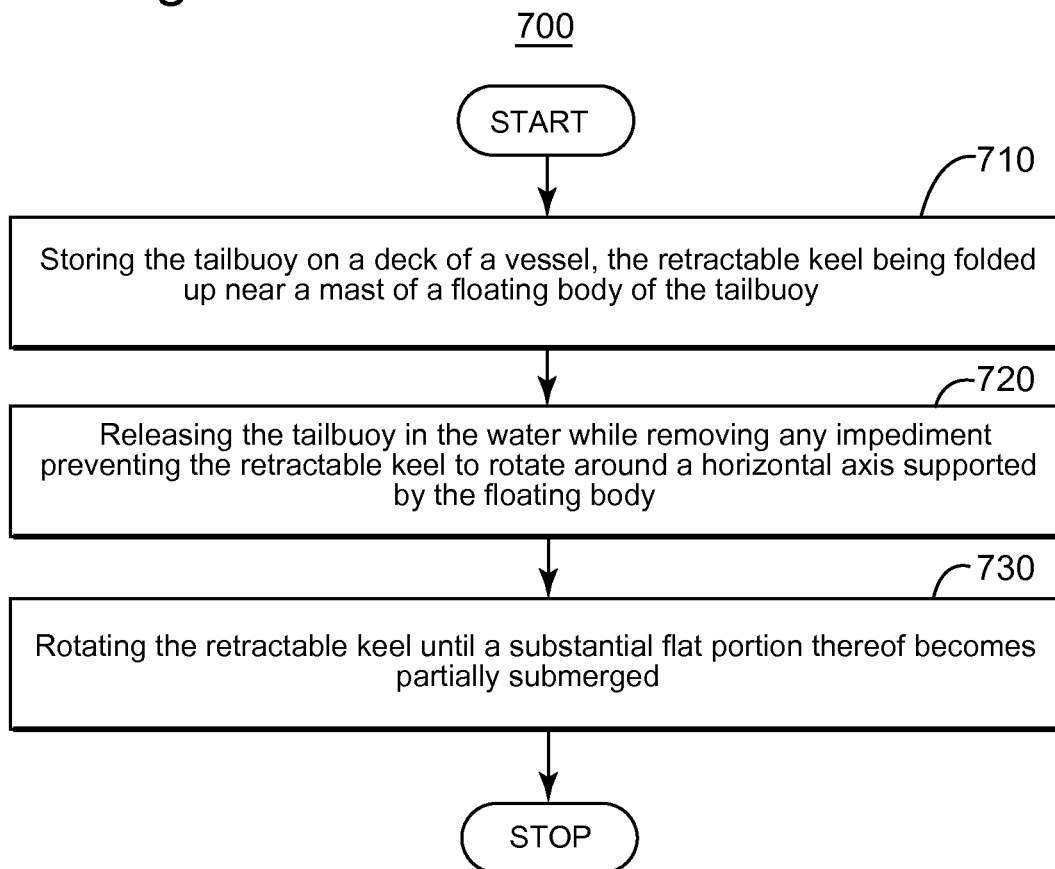 700
START
710
Storing the tailbuoy on a deck of a vessel, the retractable keel being folded
up near a mast of a floating body of the tailbuoy
720
Releasing the tailbuoy in the water while removing any impediment
preventing the retractable keel to rotate around a horizontal axis supported
by the floating body
730
Rotating the retractable keel until a substantial flat portion thereof becomes
partially submerged
STOP